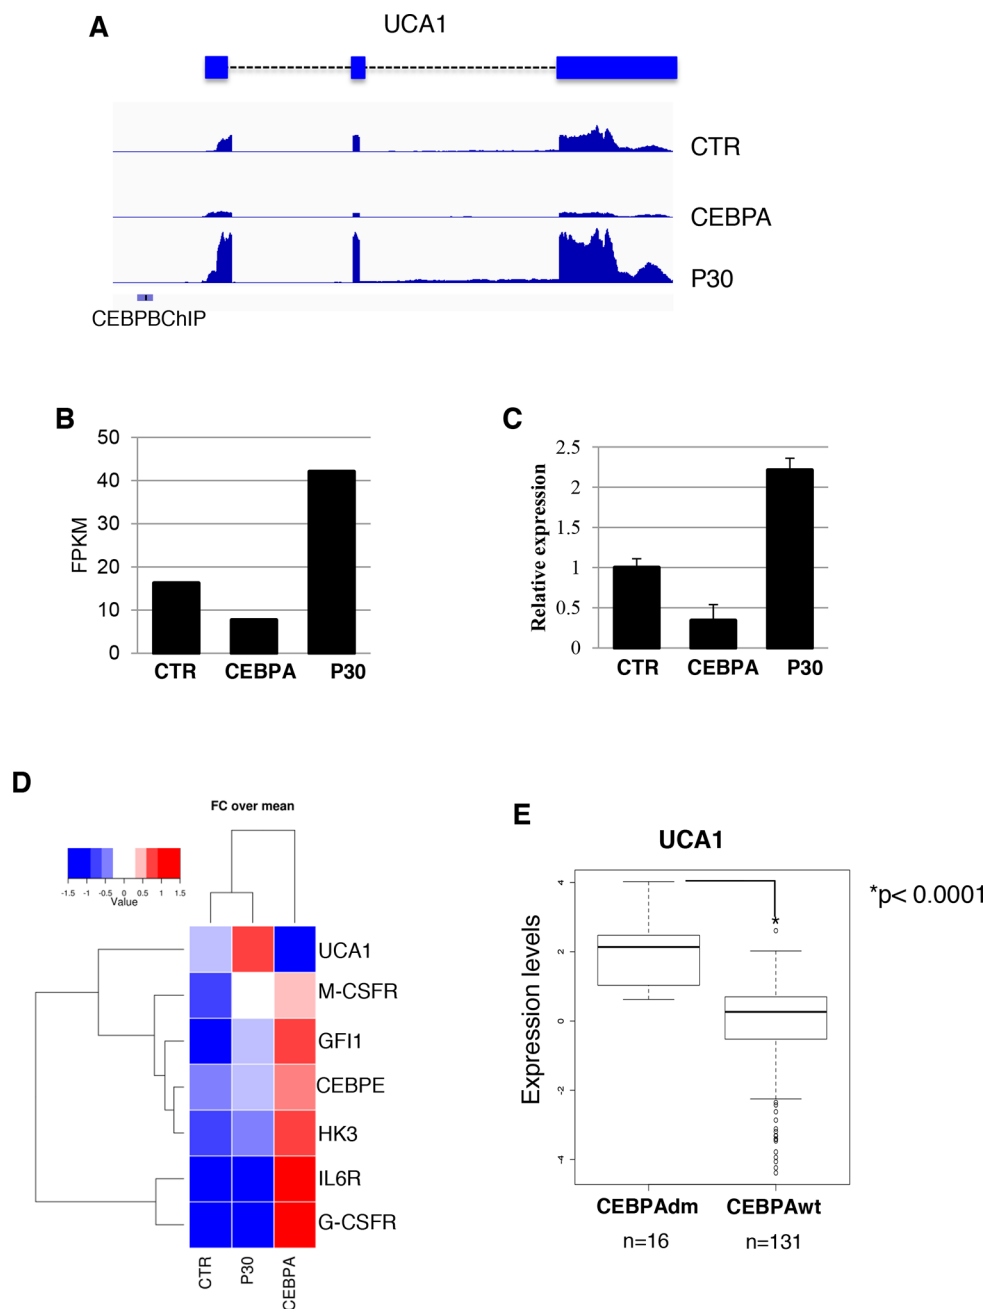 A
UCA1
CTR
CEBPA
P30
CEBPBChIP
B
50
40
30
20
10
0
FPKM
CTR CEBPA P30
C
2.5
2
1.5
1
0.5
0
Relative expression
CTR CEBPA P30
D
FC over mean
-1.5 -1 -0.5 0 0.5 1 1.5
Value
UCA1
M-CSFR
GFI1
CEBPE
HK3
IL6R
G-CSFR
CTR P30 CEBPA
E
UCA1
*p< 0.0001
*
4
2
0
-2
-4
Expression levels
CEBPAdm CEBPAwt
n=16 n=131